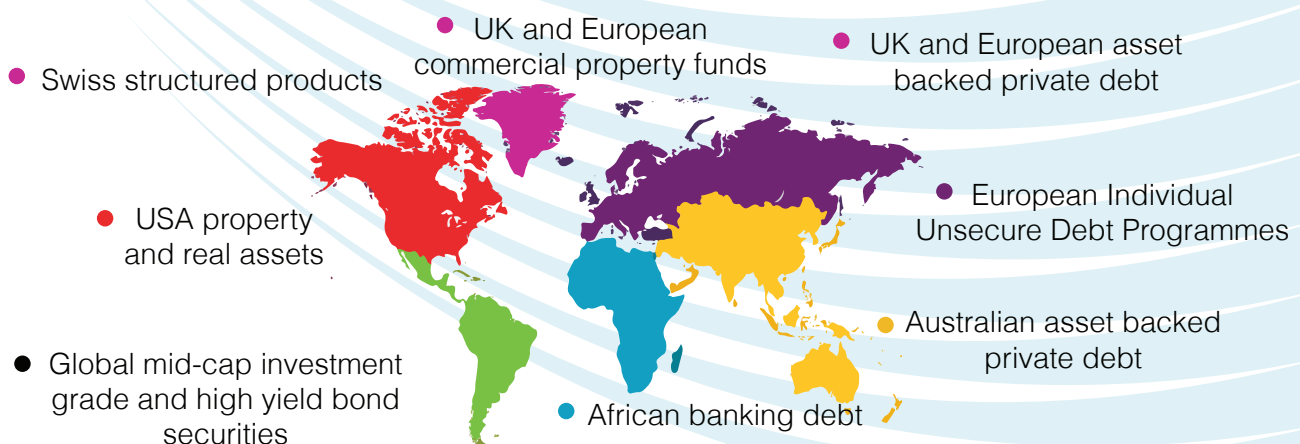 UK and European
commercial property funds
UK and European asset
backed private debt
Swiss structured products
European Individual
Unsecure Debt Programmes
USA property
and real assets
Australian asset backed
private debt
Global mid-cap investment
grade and high yield bond
securities
African banking debt